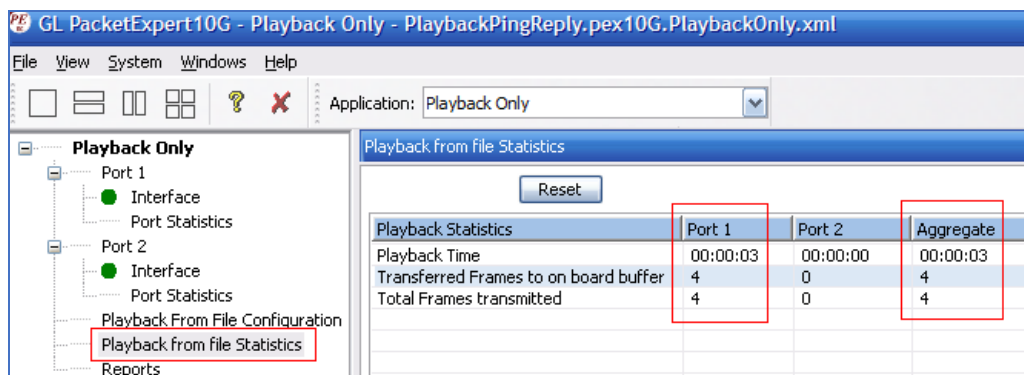 GL PacketExpert10G - Playback Only - PlaybackPingReply.pex10G.PlaybackOnly.xml
File View System Windows Help
Application: Playback Only
Playback Only
Port 1
Interface
Port Statistics
Port 2
Interface
Port Statistics
Playback From File Configuration
Playback from file Statistics
Reports
Playback from file Statistics
Reset
Playback Statistics Port 1 Port 2 Aggregate
Playback Time 00:00:03 00:00:00 00:00:03
Transferred Frames to on board buffer 4 0 4
Total Frames transmitted 4 0 4